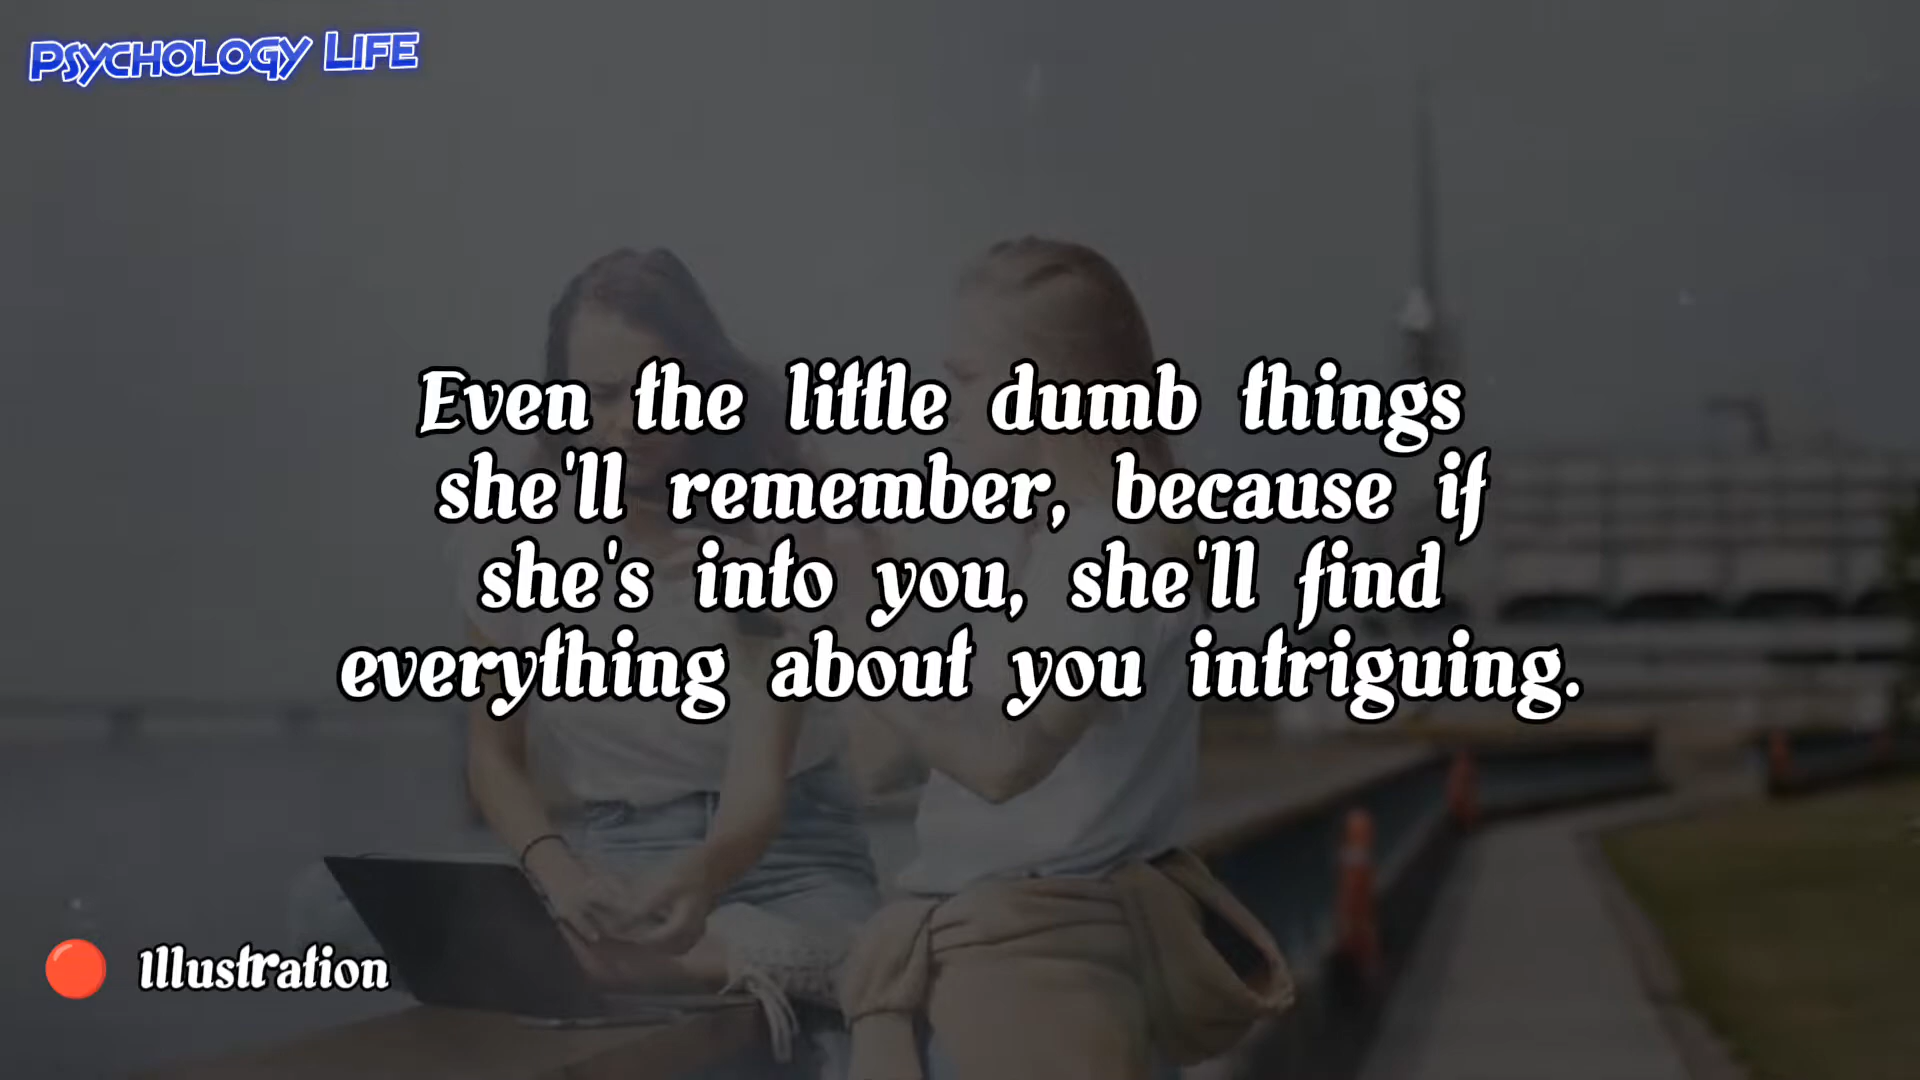 Psychology Life
Even the little dumb things
she'll remember, because if
she's into you, she'll find
everything about you intriguing.
Illustration